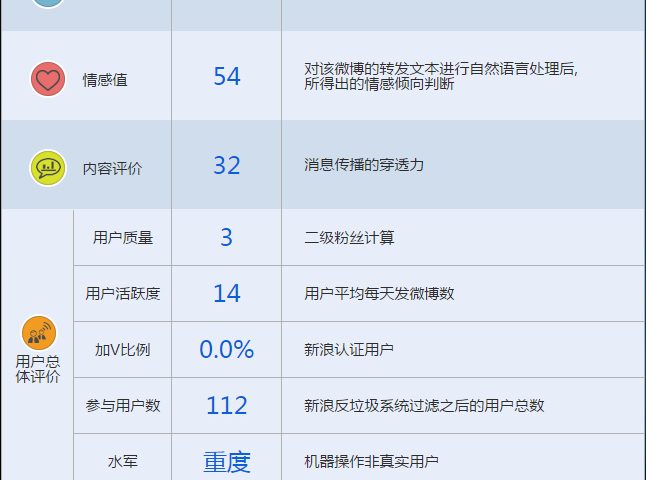 情感值
54
对该微博的转发文本进行自然语言处理后,
所得出的情感倾向判断
内容评价
32
消息传播的穿透力
用户总
体评价
用户质量
3
二级粉丝计算
用户活跃度
14
用户平均每天发微博数
加V比例
0.0%
新浪认证用户
参与用户数
112
新浪反垃圾系统过滤之后的用户总数
水军
重度
机器操作非真实用户